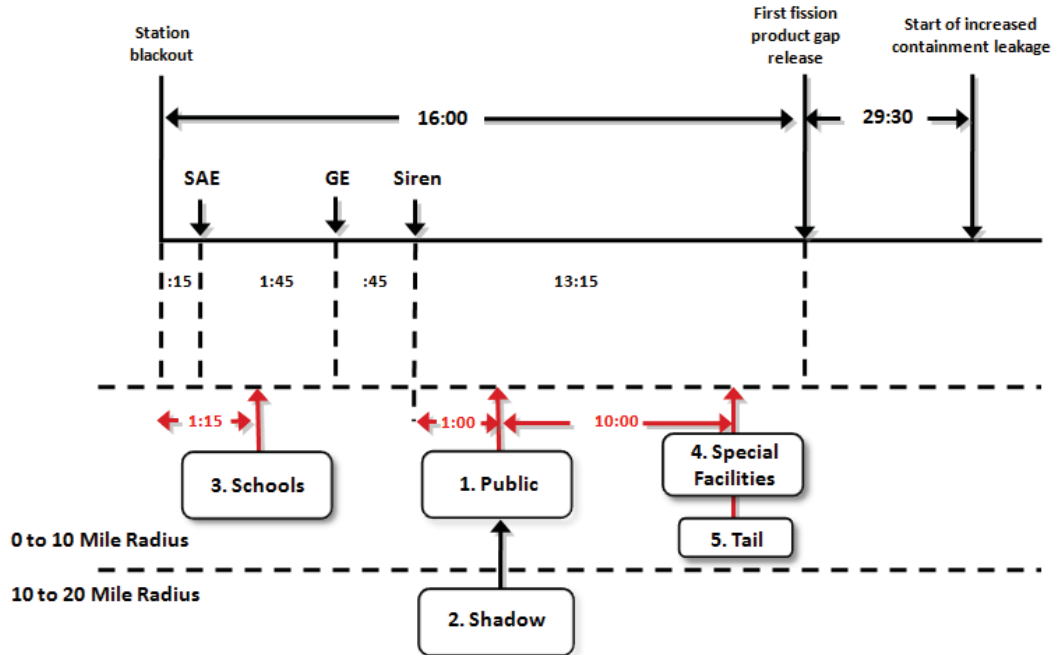 Station
blackout
First fission
product gap
release
Start of increased
containment leakage
16:00
29:30
SAE
GE
Siren
:15
1:45
:45
13:15
1:15
1:00
10:00
3. Schools
1. Public
4. Special
Facilities
5. Tail
0 to 10 Mile Radius
10 to 20 Mile Radius
2. Shadow